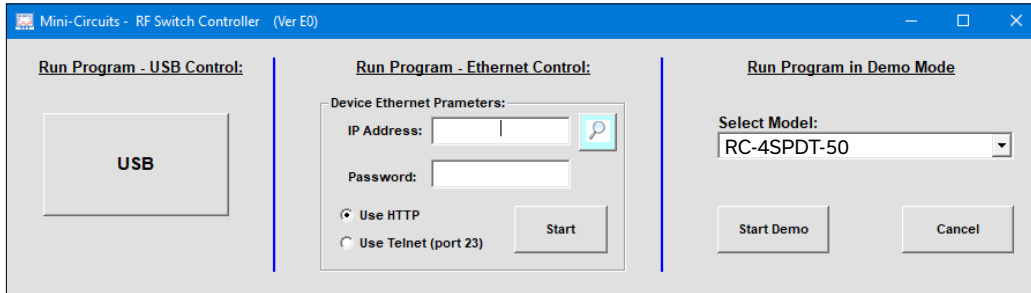 Mini-Circuits - RF Switch Controller (Ver E0)
Run Program - USB Control:
USB
Run Program - Ethernet Control:
Device Ethernet Prameters:
IP Address:
Password:
Use HTTP
Use Telnet (port 23)
Start
Run Program in Demo Mode
Select Model:
RC-4SPDT-50
Start Demo
Cancel